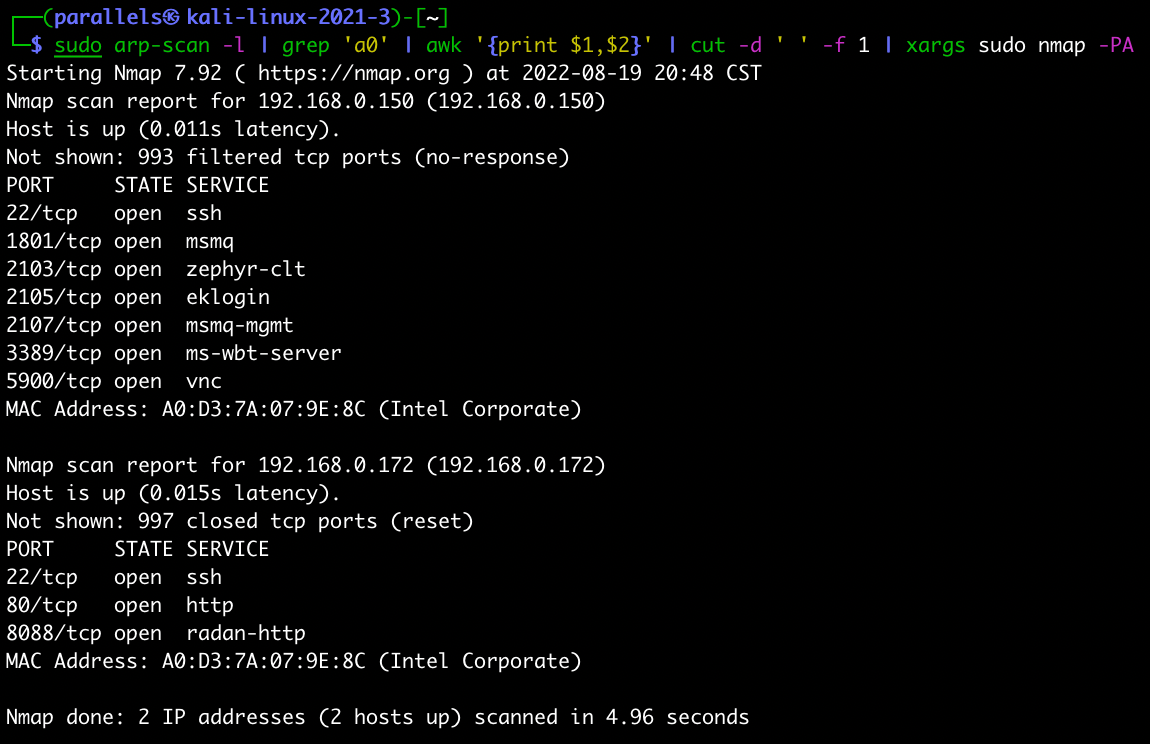 ┌──(parallels㉿kali-linux-2021-3)-[~]
└─$ sudo arp-scan -l | grep 'a0' | awk '{print $1,$2}' | cut -d ' ' -f 1 | xargs sudo nmap -PA
Starting Nmap 7.92 ( https://nmap.org ) at 2022-08-19 20:48 CST
Nmap scan report for 192.168.0.150 (192.168.0.150)
Host is up (0.011s latency).
Not shown: 993 filtered tcp ports (no-response)
PORT     STATE SERVICE
22/tcp   open  ssh
1801/tcp open  msmq
2103/tcp open  zephyr-clt
2105/tcp open  eklogin
2107/tcp open  msmq-mgmt
3389/tcp open  ms-wbt-server
5900/tcp open  vnc
MAC Address: A0:D3:7A:07:9E:8C (Intel Corporate)

Nmap scan report for 192.168.0.172 (192.168.0.172)
Host is up (0.015s latency).
Not shown: 997 closed tcp ports (reset)
PORT     STATE SERVICE
22/tcp   open  ssh
80/tcp   open  http
8088/tcp open  radan-http
MAC Address: A0:D3:7A:07:9E:8C (Intel Corporate)

Nmap done: 2 IP addresses (2 hosts up) scanned in 4.96 seconds